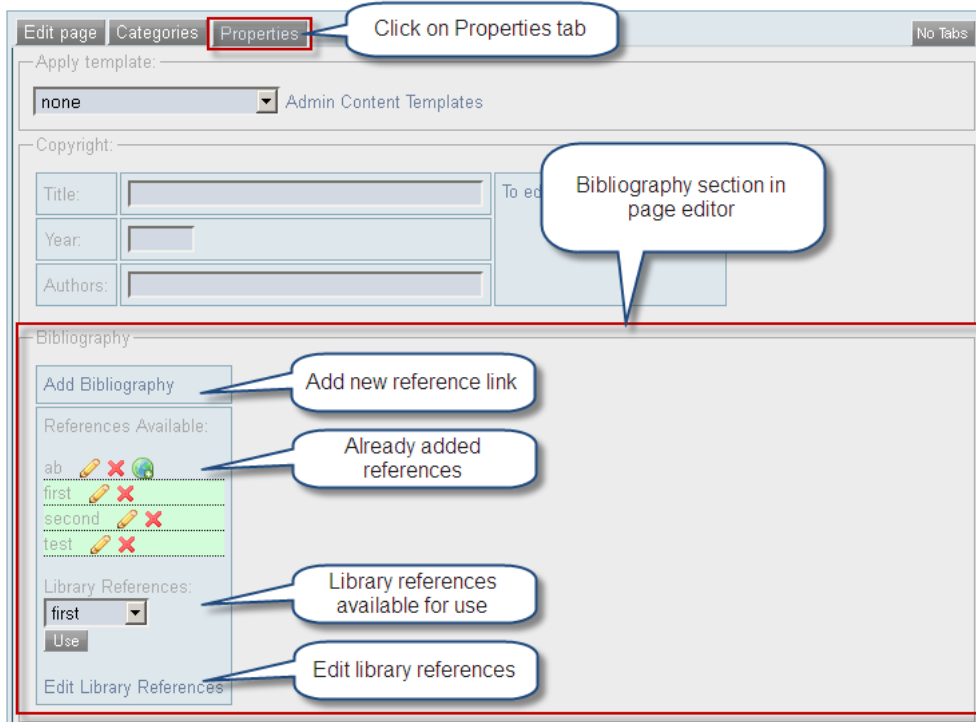 Edit page Categories Properties Click on Properties tab No Tabs
Apply template:
none Admin Content Templates
Copyright:
Title: To ed
Bibliography section in
page editor
Year:
Authors:
Bibliography
Add Bibliography
Add new reference link
References Available:
Already added
references
ab
first
second
test
Library References:
Library references
available for use
first
Use
Edit library references
Edit Library References